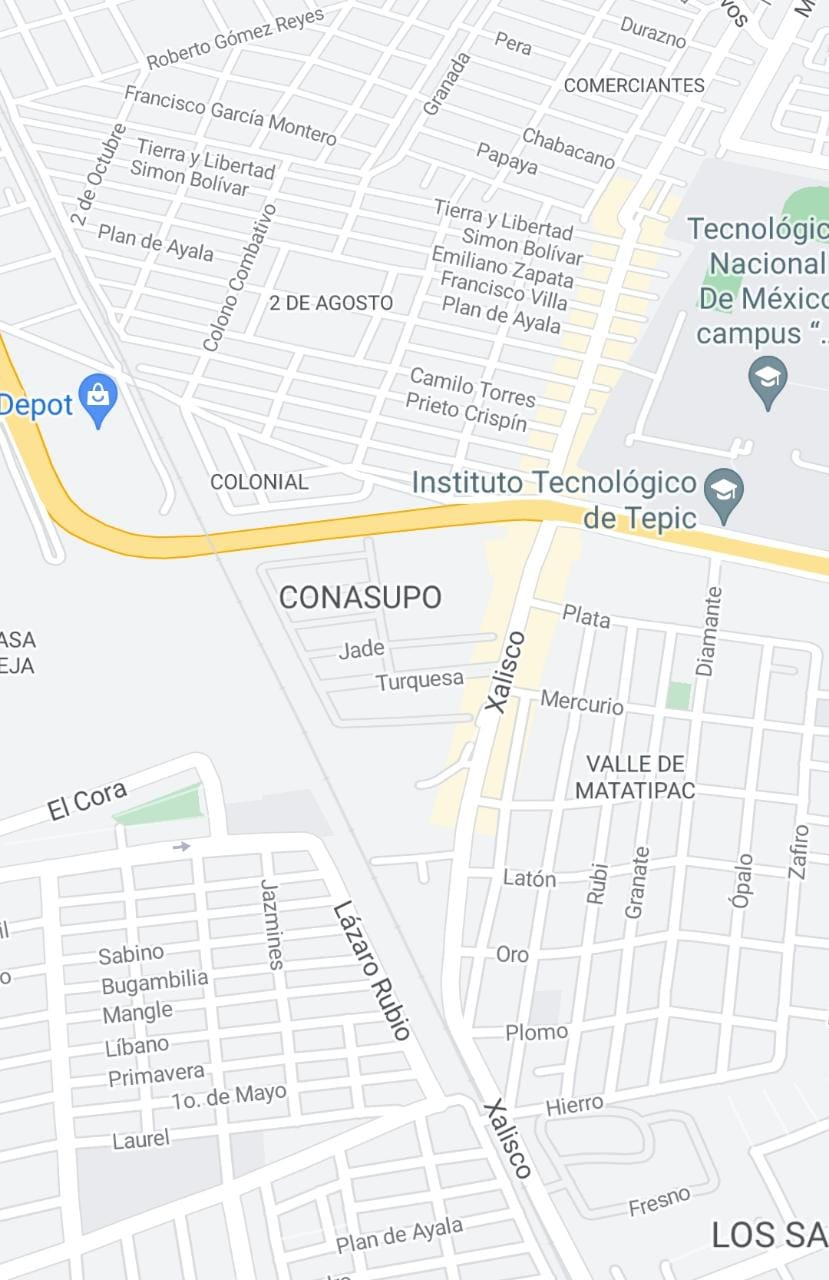 Roberto Gómez Reyes
Pera
Durazno
Granada
COMERCIANTES
Francisco García Montero
Chabacano
Papaya
Tierra y Libertad
Simon Bolívar
2 de Octubre
Plan de Ayala
Colono Combativo
2 DE AGOSTO
Tierra y Libertad
Simon Bolívar
Emiliano Zapata
Francisco Villa
Plan de Ayala
Tecnológic
Nacional
De México
campus “..
Camilo Torres
Prieto Crispín
Depot
COLONIAL
Instituto Tecnológico
de Tepic
CONASUPO
Plata
Diamante
ASA
EJA
Jade
Turquesa
Xalisco
Mercurio
VALLE DE
MATATIPAC
El Cora
Latón
Rubi
Granate
Ópalo
Zafiro
Jazmines
Lázaro Rubio
Sabino
Bugambilia
Mangle
Líbano
Primavera
1o. de Mayo
Laurel
Oro
Plomo
Hierro
Xalisco
Fresno
Plan de Ayala
LOS SA